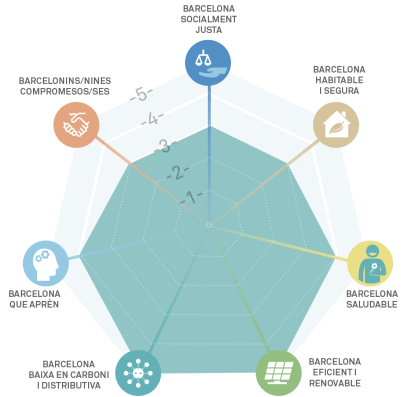 BARCELONA
SOCIALMENT
JUSTA
BARCELONINS/NINES
COMPROMESOS/SES
BARCELONA
HABITABLE
I SEGURA
-5-
-4-
-3-
-2-
-1-
BARCELONA
QUE APRÈN
BARCELONA
SALUDABLE
BARCELONA
BAIXA EN CARBONI
I DISTRIBUTIVA
BARCELONA
EFICIENT I
RENOVABLE